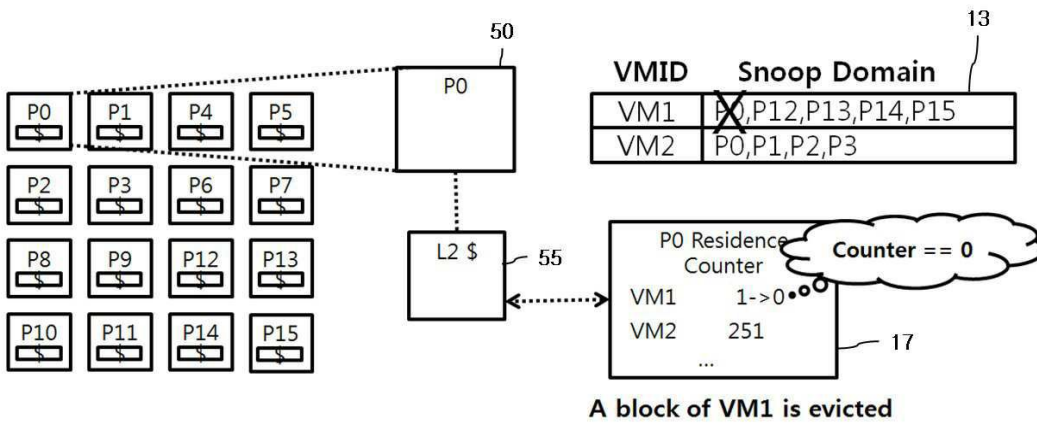 50
13
P0
VMID Snoop Domain
P0 P1 P4 P5
$ $ $ $
VM1 P0,P12,P13,P14,P15
VM2 P0,P1,P2,P3
P2 P3 P6 P7
$ $ $ $
P8 P9 P12 P13
$ $ $ $
L2 $
55
P0 Residence
Counter
Counter == 0
VM1 1->0
VM2 251
...
17
P10 P11 P14 P15
$ $ $ $
A block of VM1 is evicted